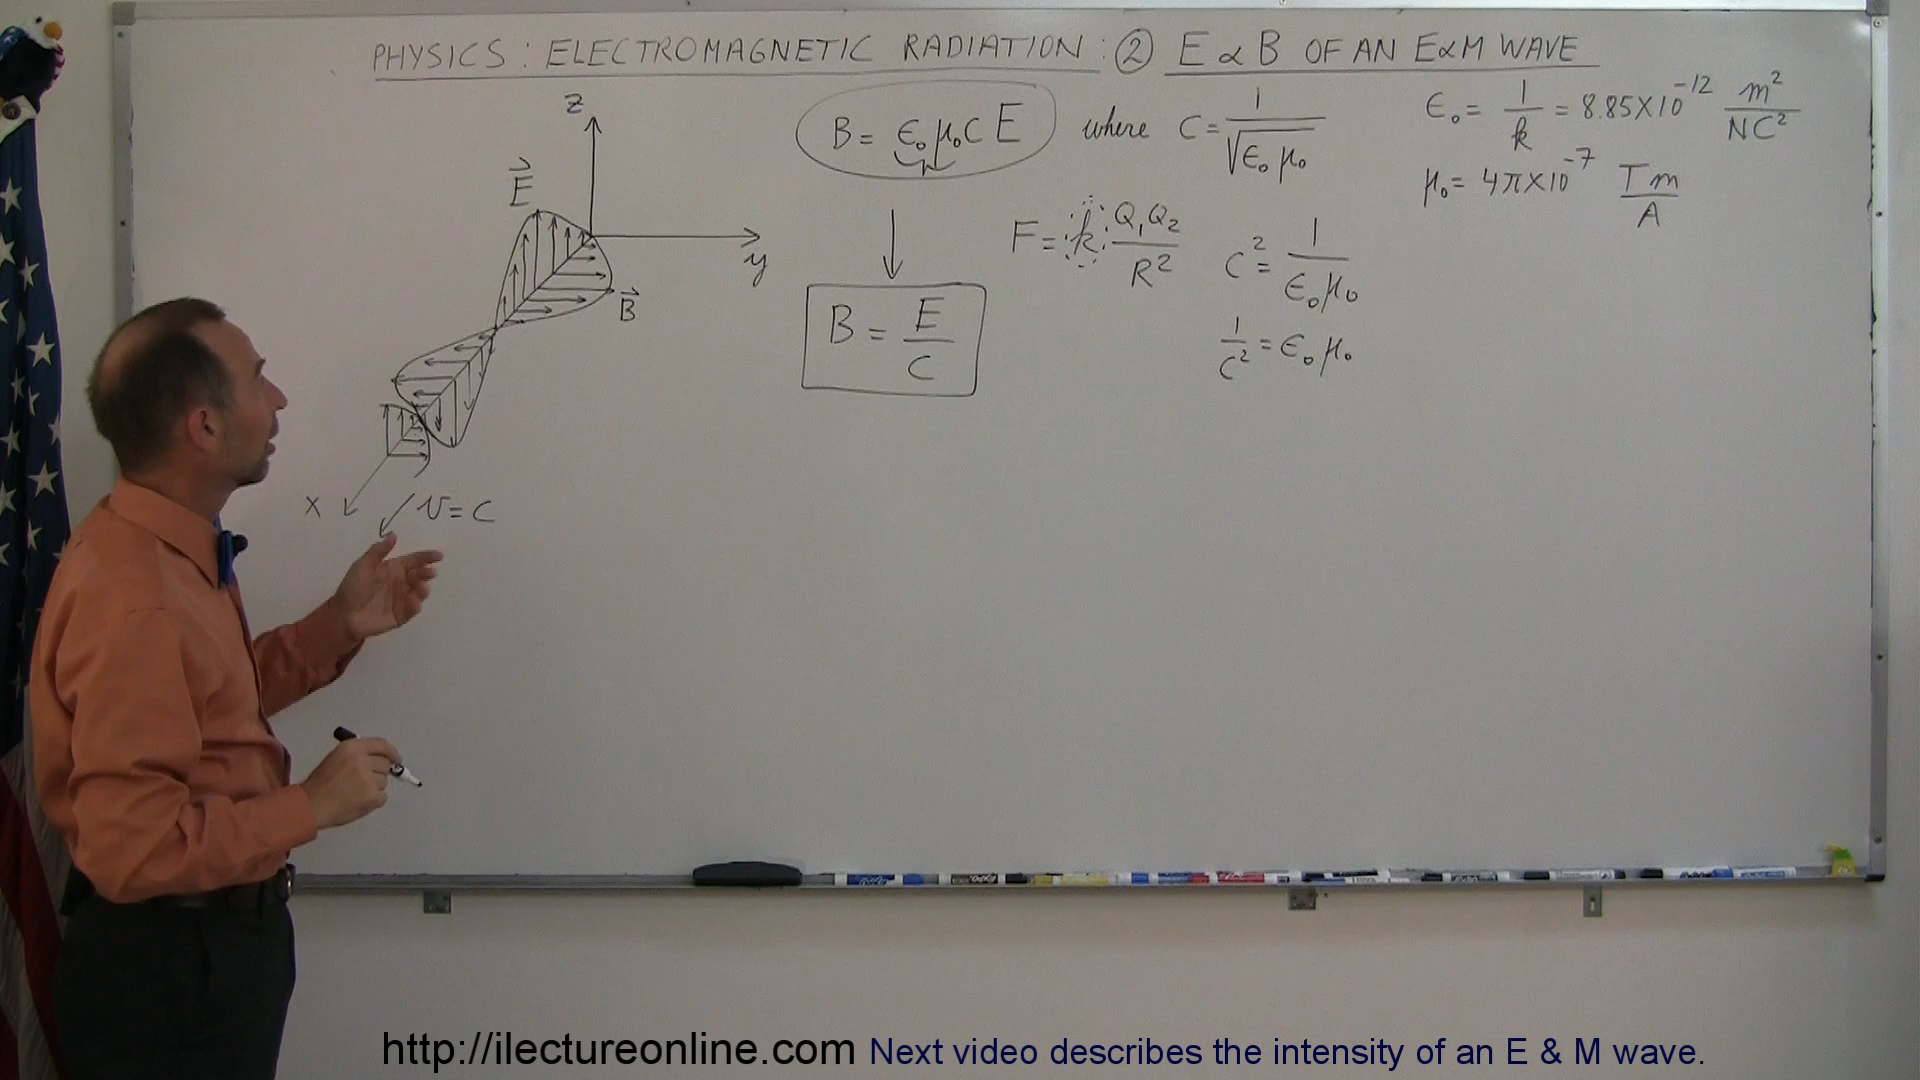 PHYSICS: ELECTROMAGNETIC RADIATION: ② E ∝ B OF AN E∝M WAVE
z
y
x
E⃗
B⃗
v = c
B = ϵ₀μ₀c E where c = 1/√(ϵ₀μ₀)
B = E/c
F = k Q₁Q₂/R²
c² = 1/(ϵ₀μ₀)
1/c² = ϵ₀μ₀
ϵ₀ = 1/k = 8.85×10⁻¹² m²/NC²
μ₀ = 4π×10⁻⁷ Tm/A
http://ilectureonline.com Next video describes the intensity of an E & M wave.